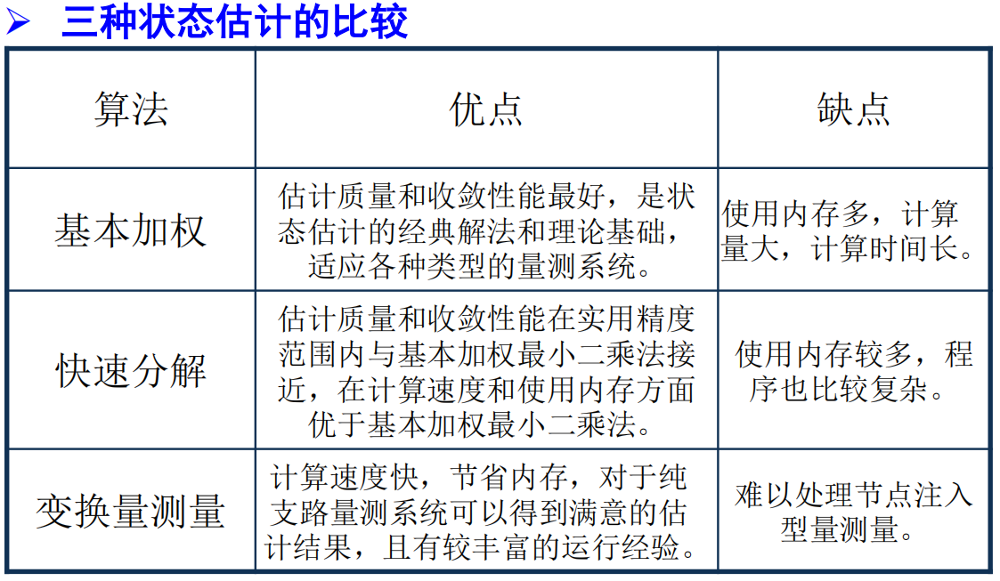 三种状态估计的比较
算法
优点
缺点
基本加权
估计质量和收敛性能最好，是状
态估计的经典解法和理论基础，
适应各种类型的量测系统。
使用内存多，计算
量大，计算时间长。
快速分解
估计质量和收敛性能在实用精度
范围内与基本加权最小二乘法接
近，在计算速度和使用内存方面
优于基本加权最小二乘法。
使用内存较多，程
序也比较复杂。
变换量测量
计算速度快，节省内存，对于纯
支路量测系统可以得到满意的估
计结果，且有较丰富的运行经验。
难以处理节点注入
型量测量。